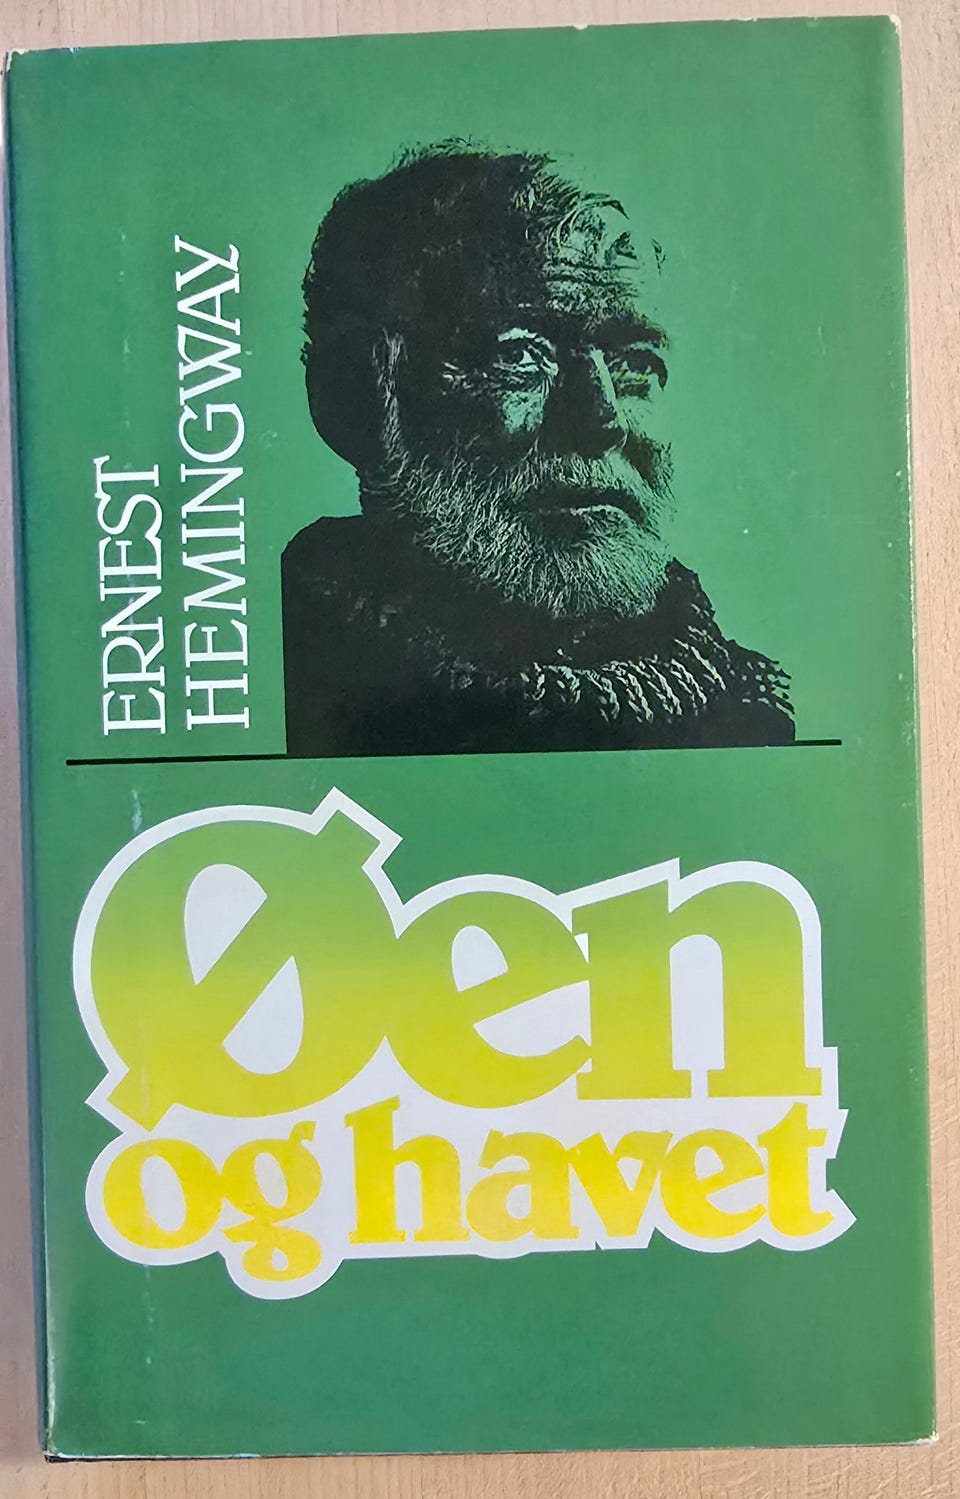 ERNEST
HEMINGWAY
Øen
og havet